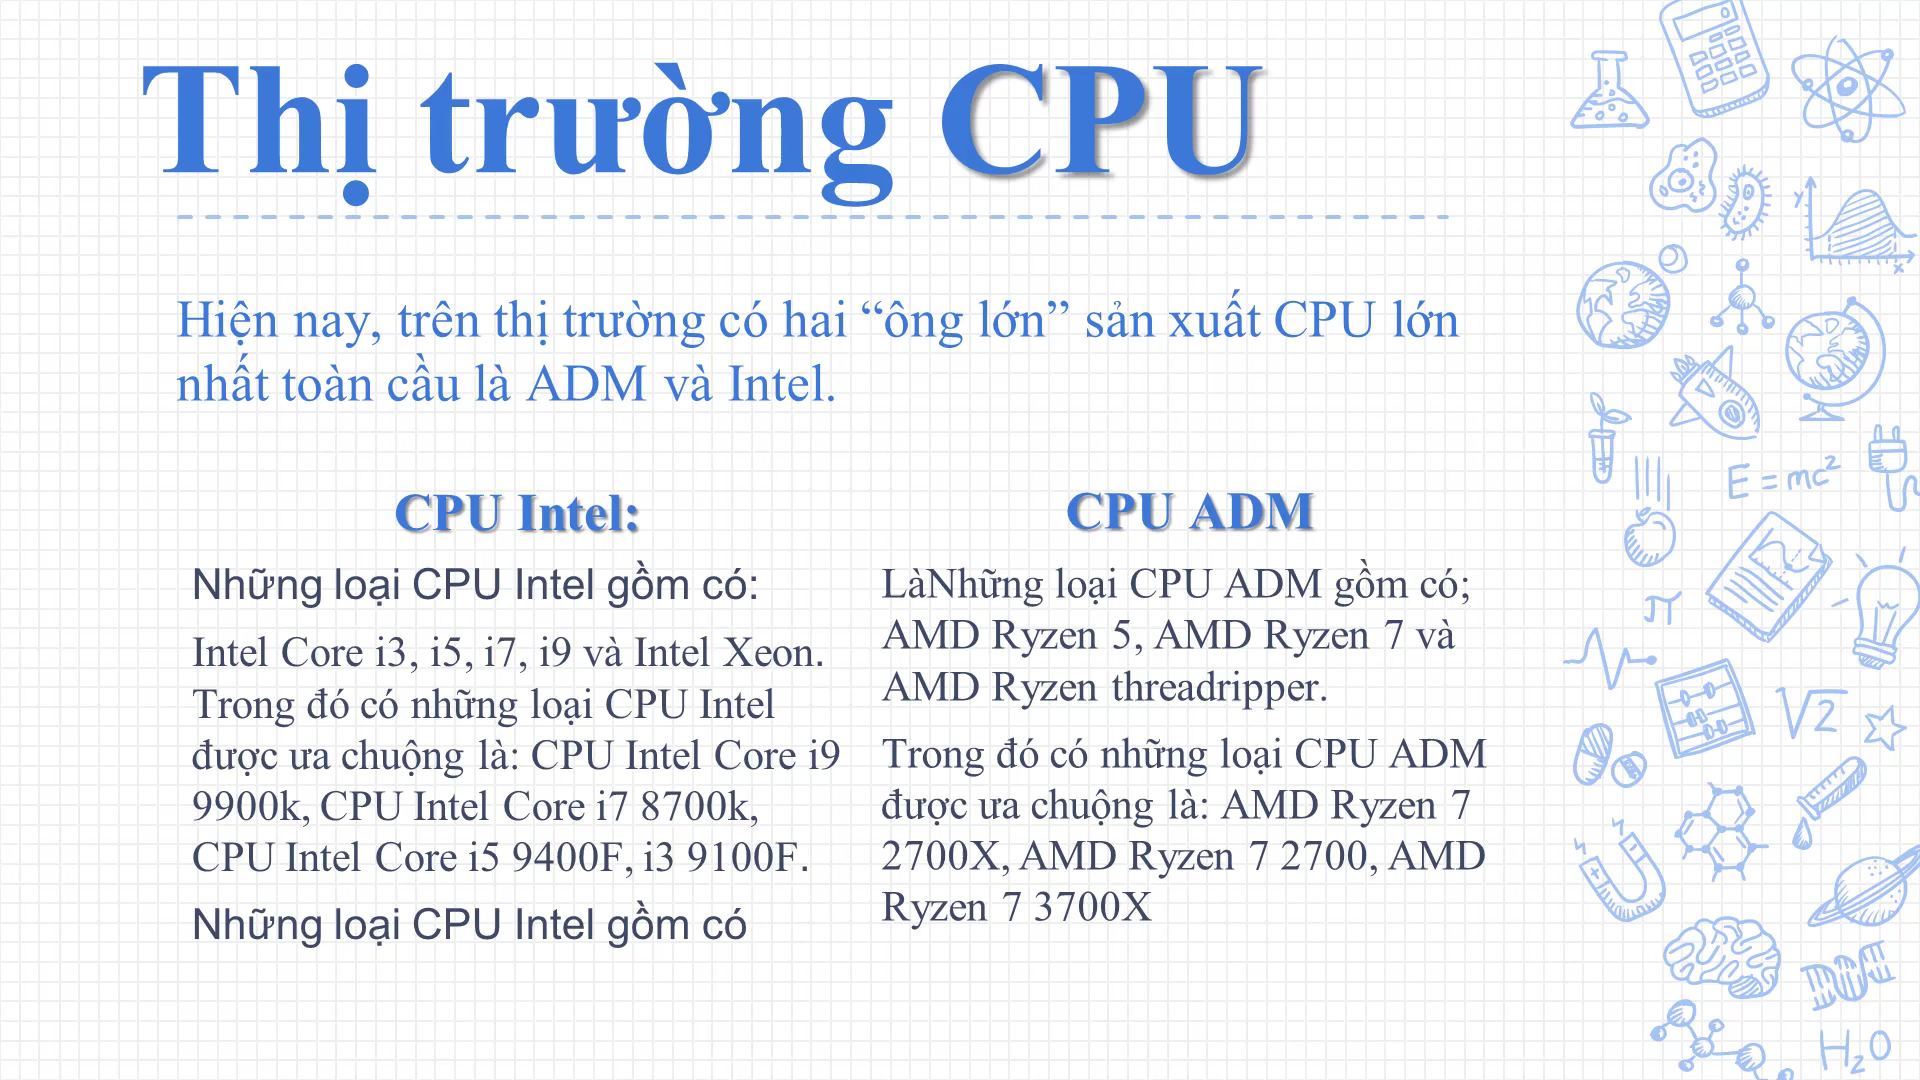 Thị trường CPU
Hiện nay, trên thị trường có hai “ông lớn” sản xuất CPU lớn
nhất toàn cầu là ADM và Intel.
CPU Intel:
Những loại CPU Intel gồm có:
Intel Core i3, i5, i7, i9 và Intel Xeon.
Trong đó có những loại CPU Intel
được ưa chuộng là: CPU Intel Core i9
9900k, CPU Intel Core i7 8700k,
CPU Intel Core i5 9400F, i3 9100F.
Những loại CPU Intel gồm có
CPU ADM
LàNhững loại CPU ADM gồm có;
AMD Ryzen 5, AMD Ryzen 7 và
AMD Ryzen threadripper.
Trong đó có những loại CPU ADM
được ưa chuộng là: AMD Ryzen 7
2700X, AMD Ryzen 7 2700, AMD
Ryzen 7 3700X
y
x
E = mc²
π
√2
H₂O